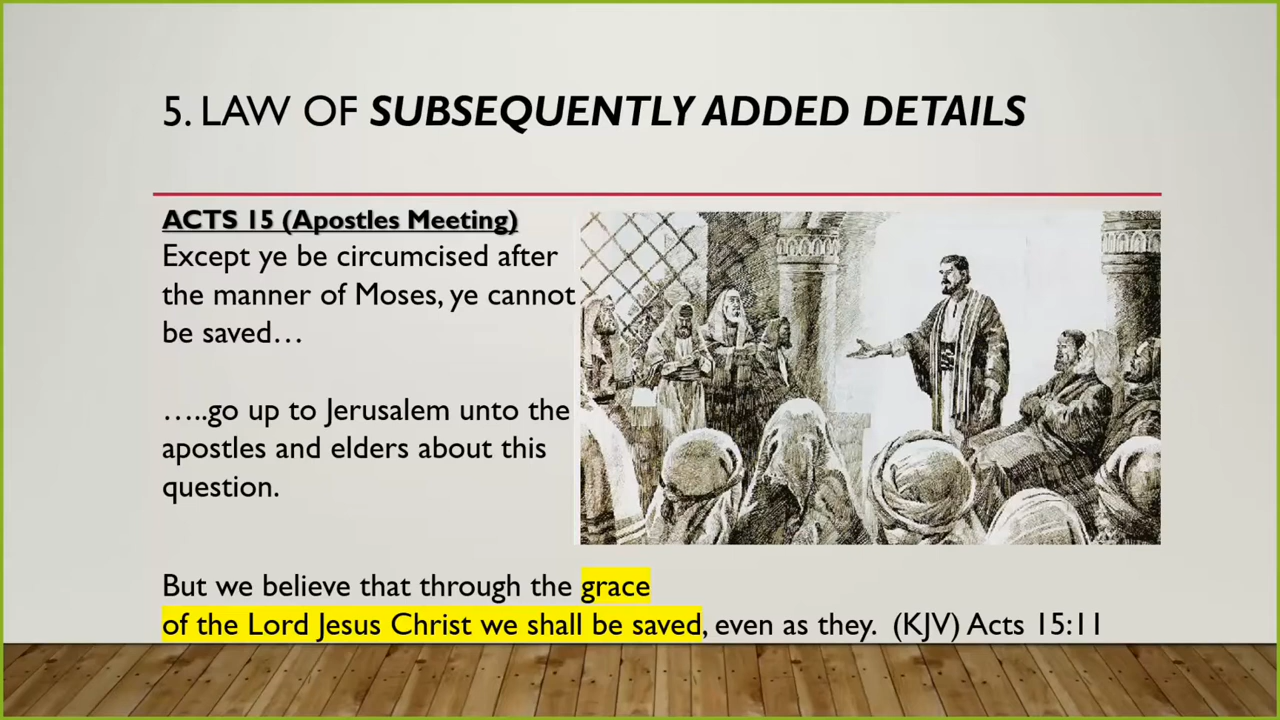 5. LAW OF SUBSEQUENTLY ADDED DETAILS
ACTS 15 (Apostles Meeting)
Except ye be circumcised after
the manner of Moses, ye cannot
be saved…
…..go up to Jerusalem unto the
apostles and elders about this
question.
But we believe that through the grace
of the Lord Jesus Christ we shall be saved, even as they. (KJV) Acts 15:11